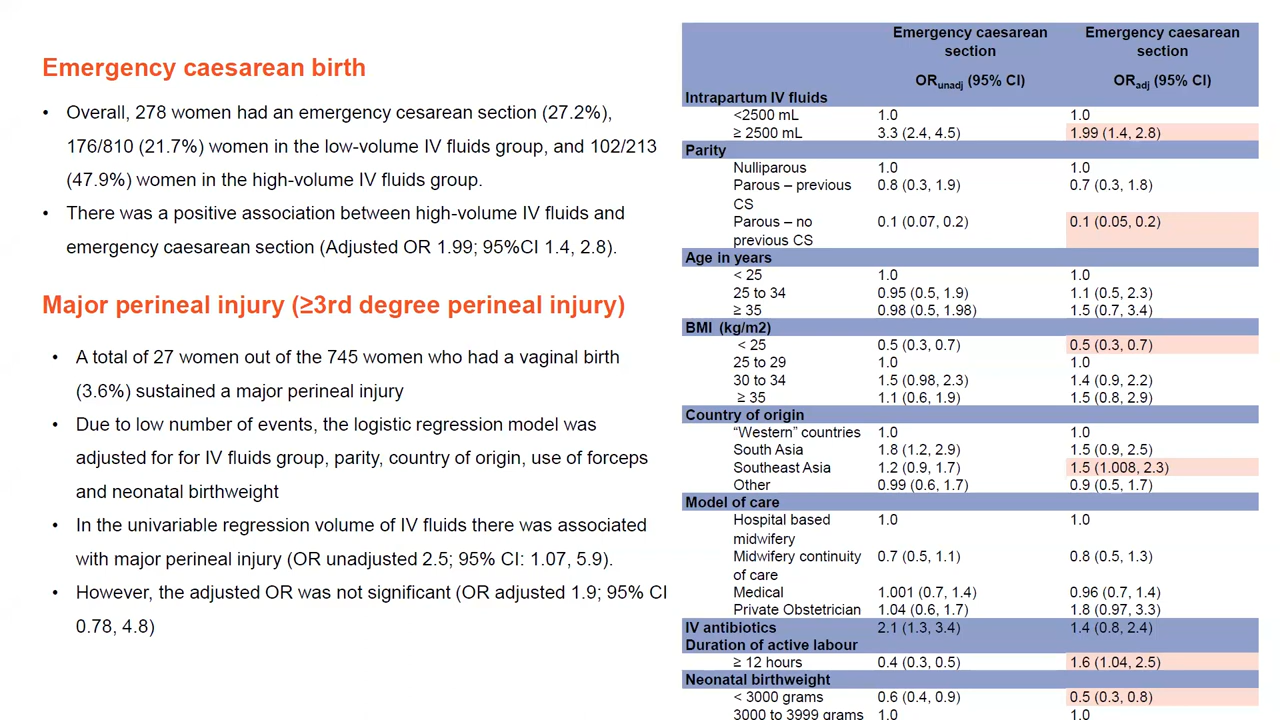 Emergency caesarean birth
• Overall, 278 women had an emergency cesarean section (27.2%),
176/810 (21.7%) women in the low-volume IV fluids group, and 102/213
(47.9%) women in the high-volume IV fluids group.
• There was a positive association between high-volume IV fluids and
emergency caesarean section (Adjusted OR 1.99; 95%CI 1.4, 2.8).
Major perineal injury (≥3rd degree perineal injury)
• A total of 27 women out of the 745 women who had a vaginal birth
(3.6%) sustained a major perineal injury
• Due to low number of events, the logistic regression model was
adjusted for for IV fluids group, parity, country of origin, use of forceps
and neonatal birthweight
• In the univariable regression volume of IV fluids there was associated
with major perineal injury (OR unadjusted 2.5; 95% CI: 1.07, 5.9).
• However, the adjusted OR was not significant (OR adjusted 1.9; 95% CI
0.78, 4.8)
Emergency caesarean Emergency caesarean
section section
ORunadj (95% CI) ORadj (95% CI)
Intrapartum IV fluids
<2500 mL 1.0 1.0
≥ 2500 mL 3.3 (2.4, 4.5) 1.99 (1.4, 2.8)
Parity
Nulliparous 1.0 1.0
Parous – previous 0.8 (0.3, 1.9) 0.7 (0.3, 1.8)
CS
Parous – no 0.1 (0.07, 0.2) 0.1 (0.05, 0.2)
previous CS
Age in years
< 25 1.0 1.0
25 to 34 0.95 (0.5, 1.9) 1.1 (0.5, 2.3)
≥ 35 0.98 (0.5, 1.98) 1.5 (0.7, 3.4)
BMI (kg/m2)
< 25 0.5 (0.3, 0.7) 0.5 (0.3, 0.7)
25 to 29 1.0 1.0
30 to 34 1.5 (0.98, 2.3) 1.4 (0.9, 2.2)
≥ 35 1.1 (0.6, 1.9) 1.5 (0.8, 2.9)
Country of origin
“Western” countries 1.0 1.0
South Asia 1.8 (1.2, 2.9) 1.5 (0.9, 2.5)
Southeast Asia 1.2 (0.9, 1.7) 1.5 (1.008, 2.3)
Other 0.99 (0.6, 1.7) 0.9 (0.5, 1.7)
Model of care
Hospital based 1.0 1.0
midwifery
Midwifery continuity 0.7 (0.5, 1.1) 0.8 (0.5, 1.3)
of care
Medical 1.001 (0.7, 1.4) 0.96 (0.7, 1.4)
Private Obstetrician 1.04 (0.6, 1.7) 1.8 (0.97, 3.3)
IV antibiotics 2.1 (1.3, 3.4) 1.4 (0.8, 2.4)
Duration of active labour
≥ 12 hours 0.4 (0.3, 0.5) 1.6 (1.04, 2.5)
Neonatal birthweight
< 3000 grams 0.6 (0.4, 0.9) 0.5 (0.3, 0.8)
3000 to 3999 grams 1.0 1.0